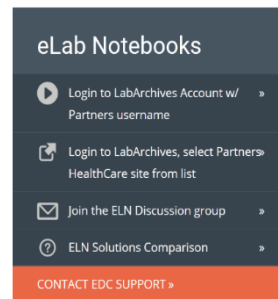 eLab Notebooks
Login to LabArchives Account w/ »
Partners username
Login to LabArchives, select Partners»
HealthCare site from list
Join the ELN Discussion group »
ELN Solutions Comparison »
CONTACT EDC SUPPORT »